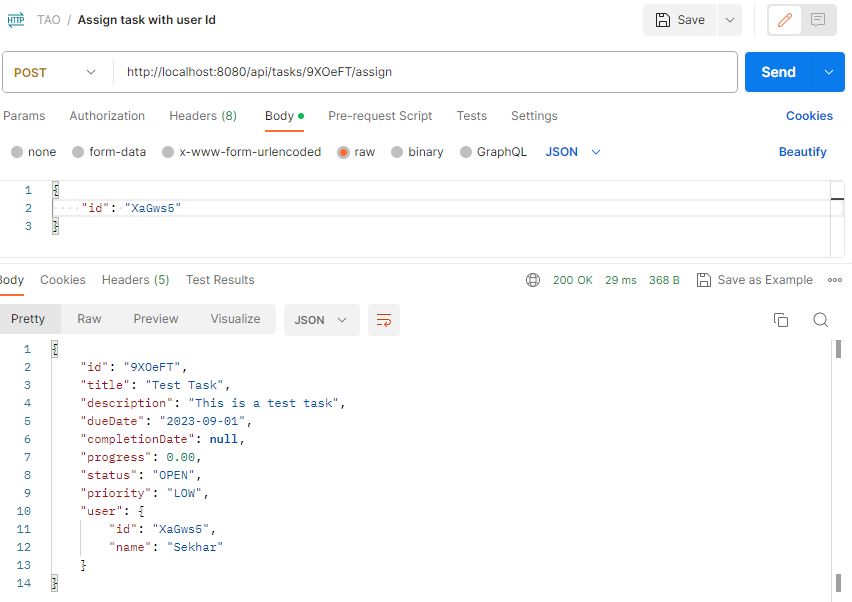 HTTP TAO / Assign task with user Id Save
POST http://localhost:8080/api/tasks/9XOeFT/assign Send
Params Authorization Headers (8) Body Pre-request Script Tests Settings Cookies
none form-data x-www-form-urlencoded raw binary GraphQL JSON Beautify
1 {
2 "id": "XaGws5"
3 }
Body Cookies Headers (5) Test Results 200 OK 29 ms 368 B Save as Example
Pretty Raw Preview Visualize JSON
1 {
2 "id": "9XOeFT",
3 "title": "Test Task",
4 "description": "This is a test task",
5 "dueDate": "2023-09-01",
6 "completionDate": null,
7 "progress": 0.00,
8 "status": "OPEN",
9 "priority": "LOW",
10 "user": {
11 "id": "XaGws5",
12 "name": "Sekhar"
13 }
14 }